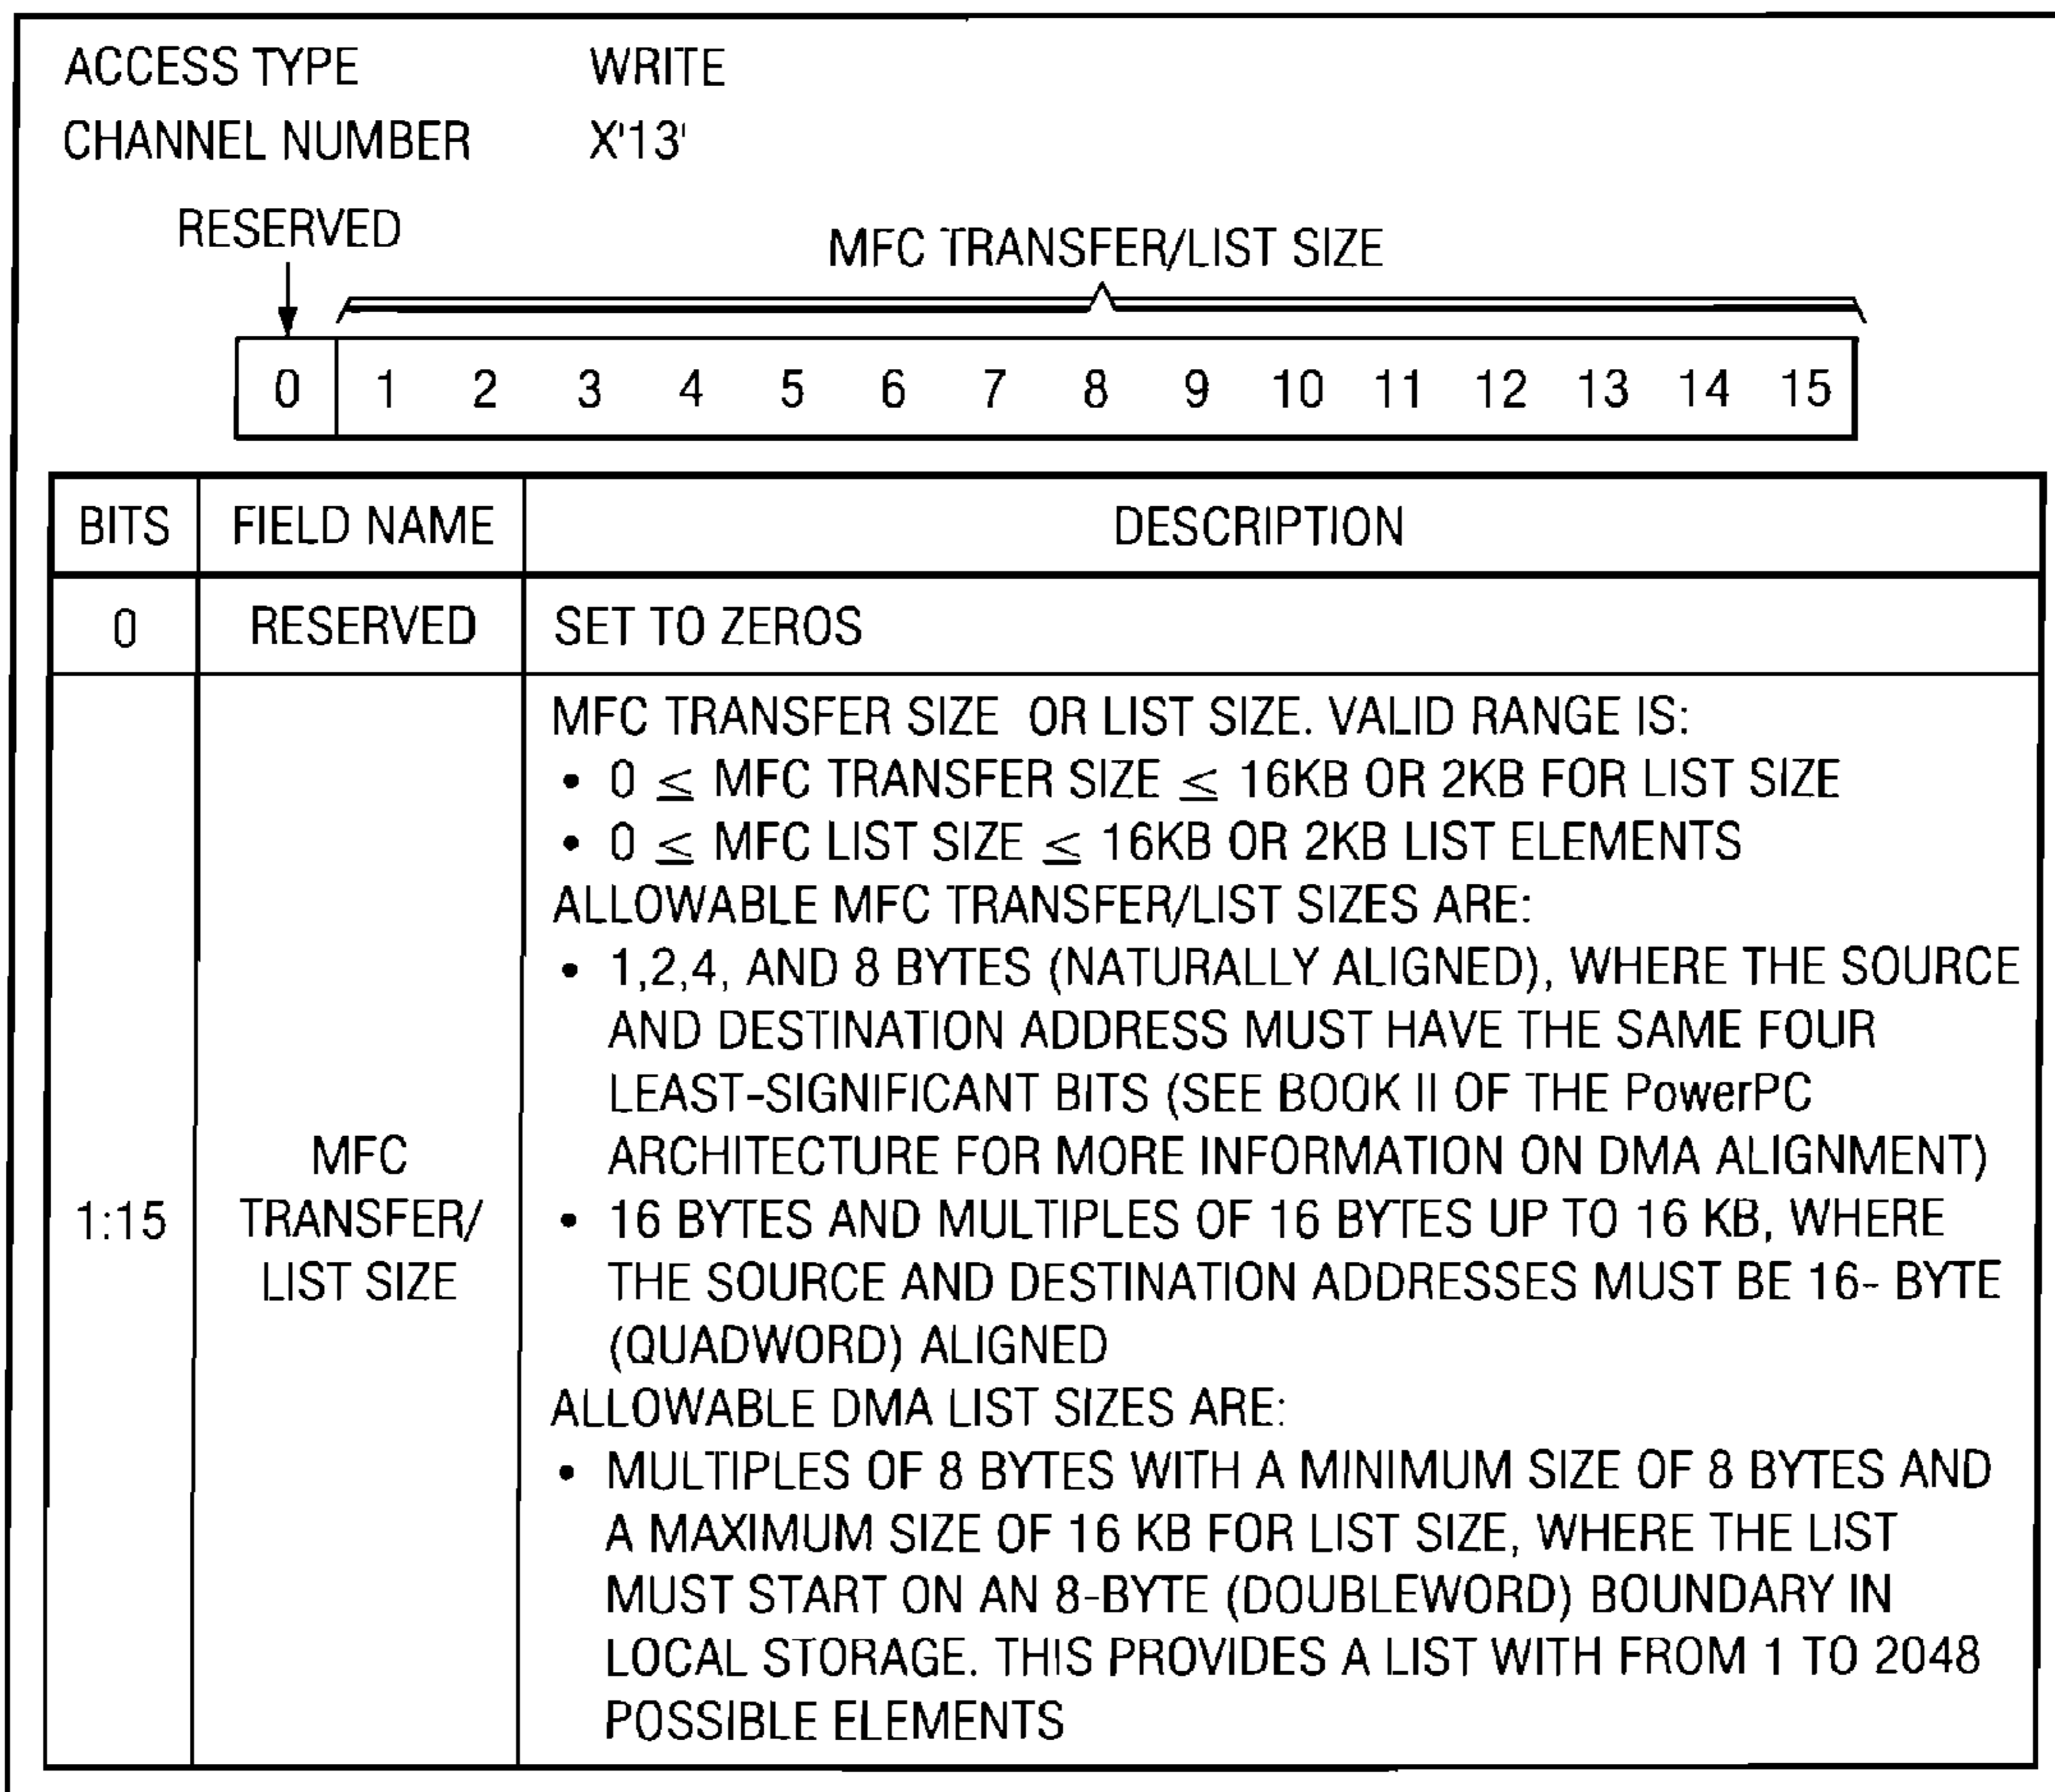 ACCESS TYPE WRITE
CHANNEL NUMBER X'13'
RESERVED
MFC TRANSFER/LIST SIZE
0 1 2 3 4 5 6 7 8 9 10 11 12 13 14 15
BITS FIELD NAME DESCRIPTION
0 RESERVED SET TO ZEROS
1:15
MFC
TRANSFER/
LIST SIZE
MFC TRANSFER SIZE OR LIST SIZE. VALID RANGE IS:
• 0 ≤ MFC TRANSFER SIZE ≤ 16KB OR 2KB FOR LIST SIZE
• 0 ≤ MFC LIST SIZE ≤ 16KB OR 2KB LIST ELEMENTS
ALLOWABLE MFC TRANSFER/LIST SIZES ARE:
• 1,2,4, AND 8 BYTES (NATURALLY ALIGNED), WHERE THE SOURCE
AND DESTINATION ADDRESS MUST HAVE THE SAME FOUR
LEAST-SIGNIFICANT BITS (SEE BOOK II OF THE PowerPC
ARCHITECTURE FOR MORE INFORMATION ON DMA ALIGNMENT)
• 16 BYTES AND MULTIPLES OF 16 BYTES UP TO 16 KB, WHERE
THE SOURCE AND DESTINATION ADDRESSES MUST BE 16- BYTE
(QUADWORD) ALIGNED
ALLOWABLE DMA LIST SIZES ARE:
• MULTIPLES OF 8 BYTES WITH A MINIMUM SIZE OF 8 BYTES AND
A MAXIMUM SIZE OF 16 KB FOR LIST SIZE, WHERE THE LIST
MUST START ON AN 8-BYTE (DOUBLEWORD) BOUNDARY IN
LOCAL STORAGE. THIS PROVIDES A LIST WITH FROM 1 TO 2048
POSSIBLE ELEMENTS